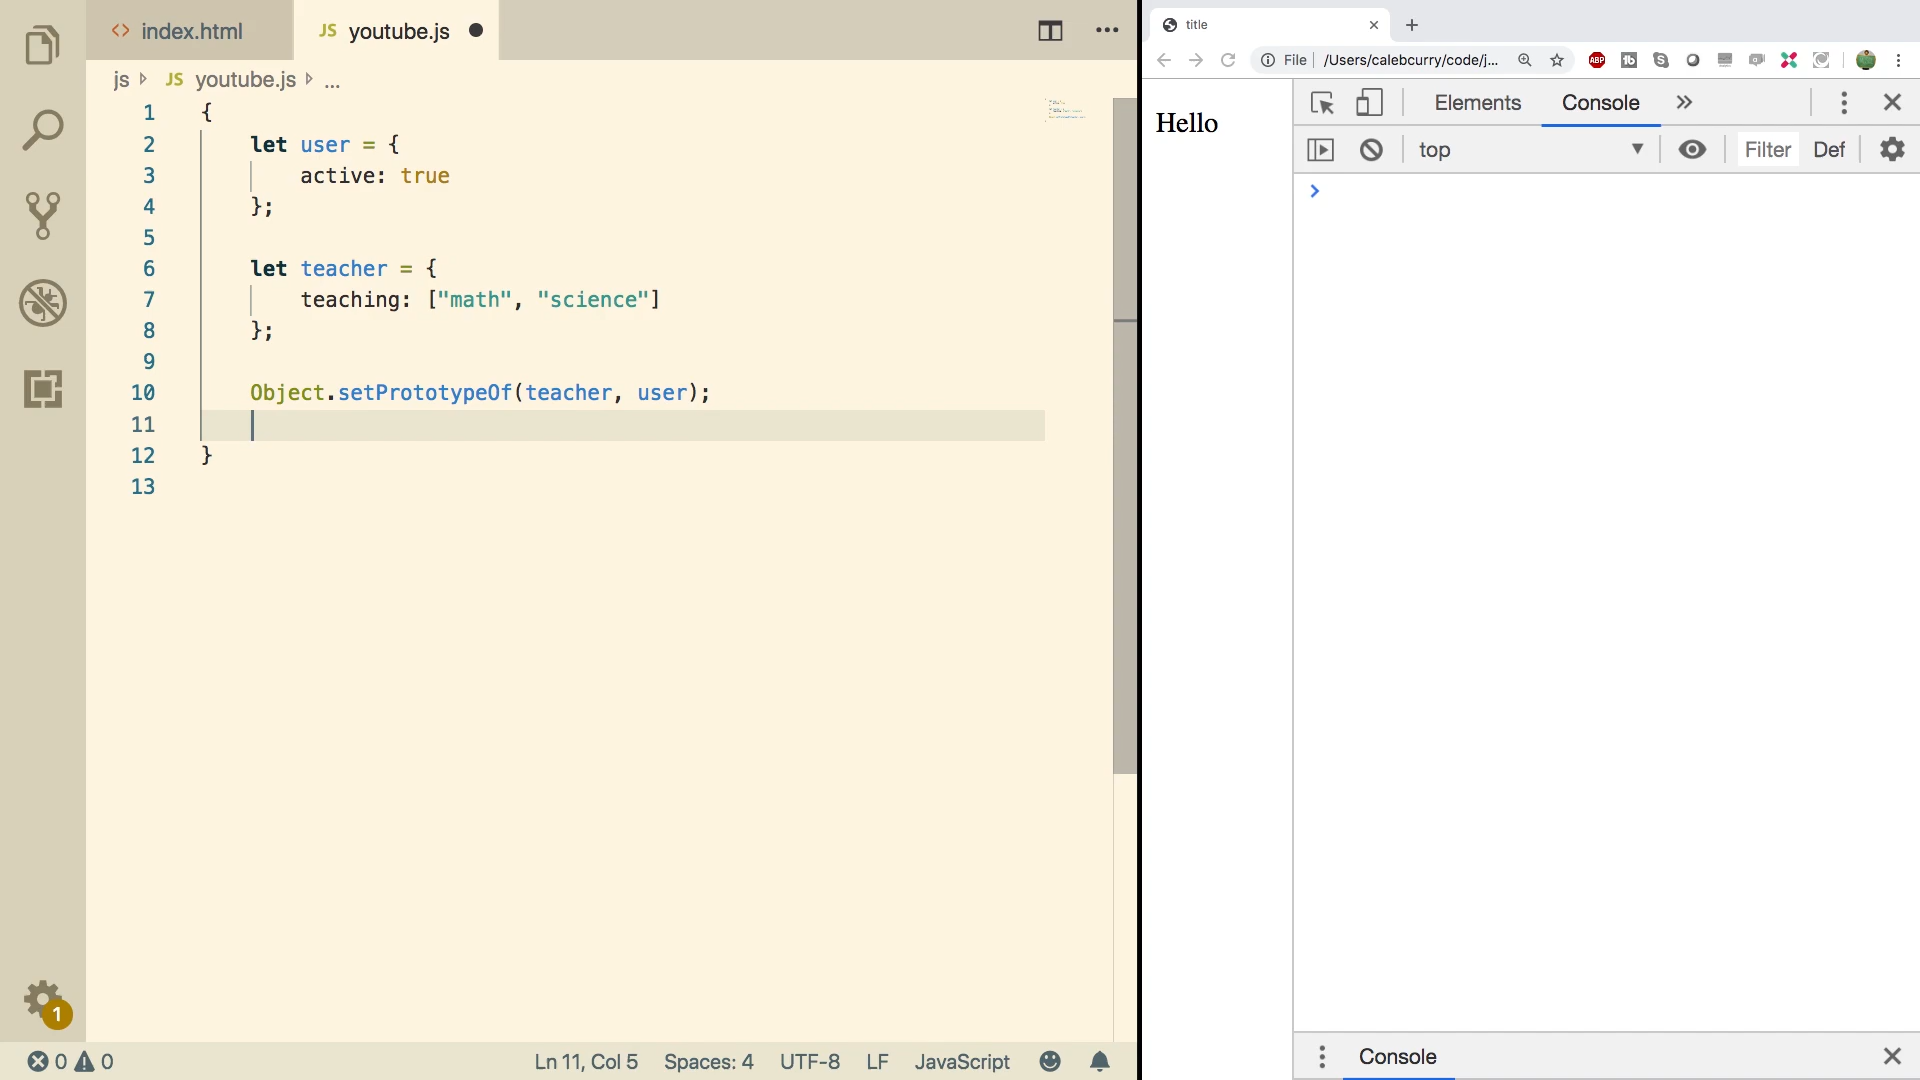 index.html
JS youtube.js
js JS youtube.js ...
1 {
2 let user = {
3 active: true
4 };
5
6 let teacher = {
7 teaching: ["math", "science"]
8 };
9
10 Object.setPrototypeOf(teacher, user);
11
12 }
13
1
0 0
Ln 11, Col 5 Spaces: 4 UTF-8 LF JavaScript
title
File /Users/calebcurry/code/j...
ABP
Hello
Elements Console
top Filter Def
Console